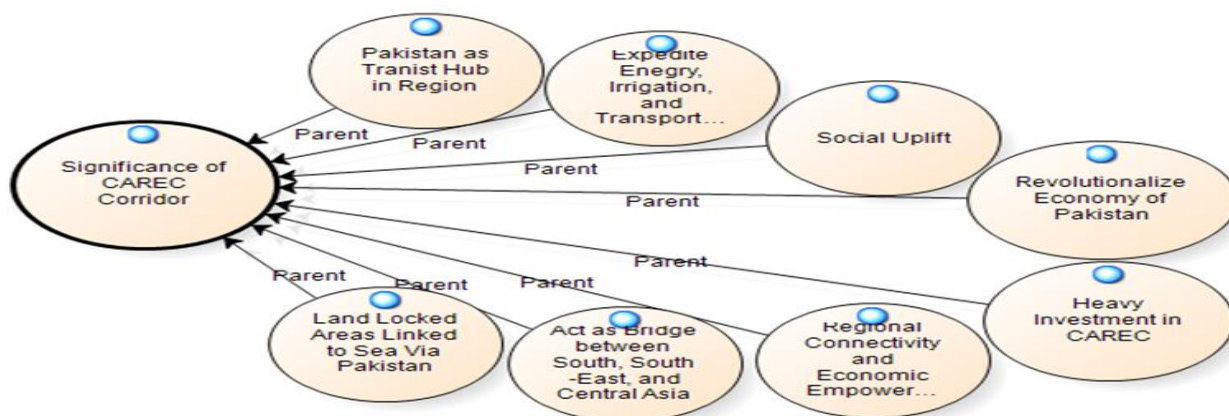 Pakistan as
Tranist Hub
in Region
Expedite
Enegry,
Irrigation,
and
Transport...
Social Uplift
Revolutionalize
Economy of
Pakistan
Significance of
CAREC
Corridor
Parent
Parent
Parent
Parent
Parent
Parent
Parent
Parent
Heavy
Investment in
CAREC
Regional
Connectivity
and
Economic
Empower...
Act as Bridge
between
South, South
-East, and
Central Asia
Land Locked
Areas Linked
to Sea Via
Pakistan